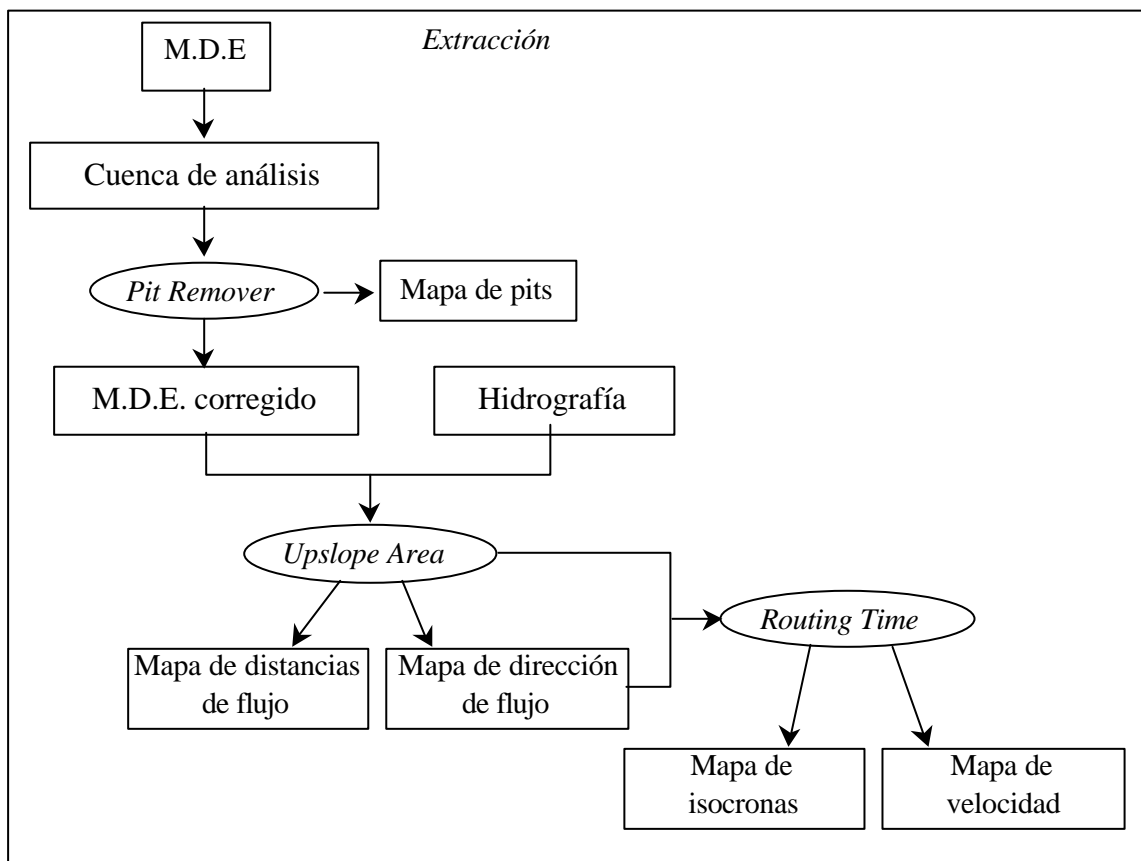 M.D.E
Extracción
Cuenca de análisis
Pit Remover
Mapa de pits
M.D.E. corregido
Hidrografía
Upslope Area
Routing Time
Mapa de distancias
de flujo
Mapa de dirección
de flujo
Mapa de
isocronas
Mapa de
velocidad